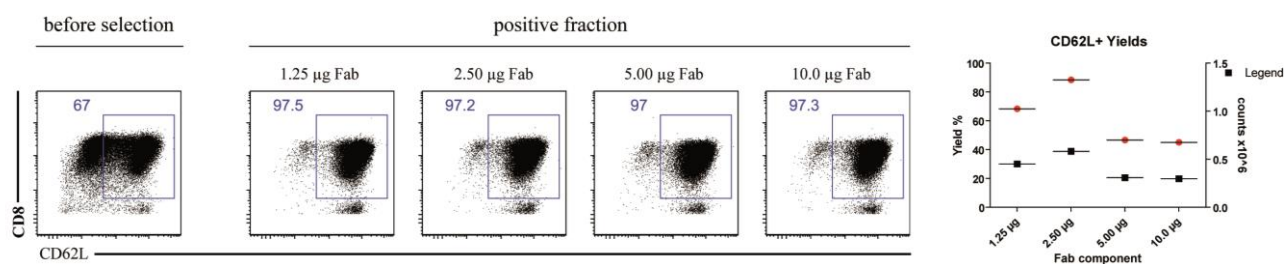 before selection
positive fraction
1.25 µg Fab
2.50 µg Fab
5.00 µg Fab
10.0 µg Fab
67
97.5
97.2
97
97.3
CD8
CD62L
CD62L+ Yields
Legend
Yield %
100
80
60
40
20
0
1.5
1.0
0.5
0.0
counts x10^6
1.25 µg
2.50 µg
5.00 µg
10.0 µg
Fab component